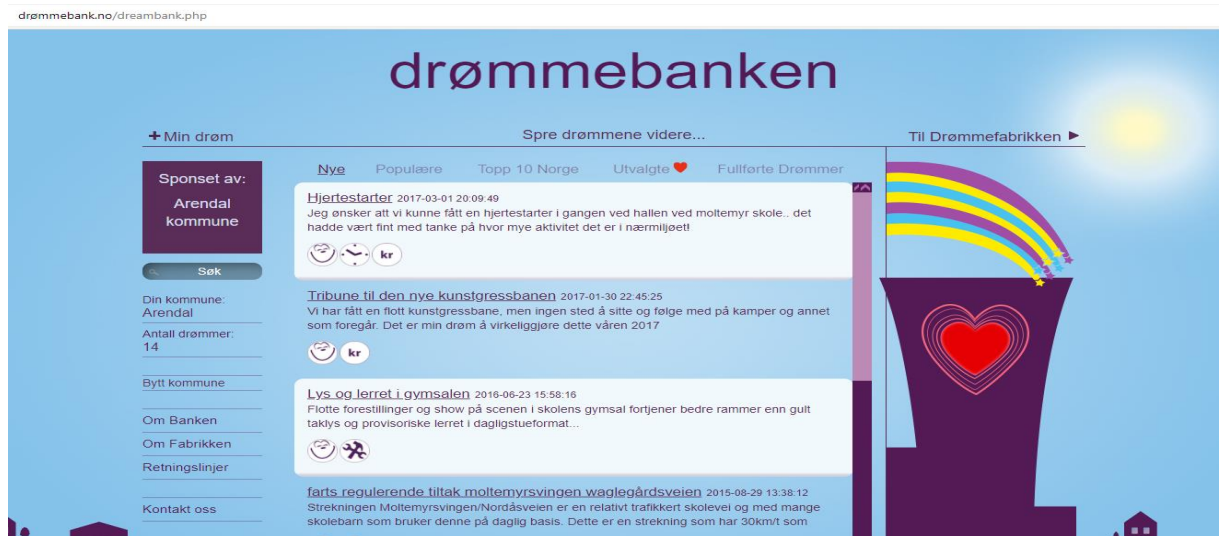 drømmebank.no/dreambank.php
drømmebanken
+ Min drøm
Spre drømmene videre...
Til Drømmefabrikken ►
Sponset av:
Arendal
kommune
Søk
Din kommune:
Arendal
Antall drømmer:
14
Bytt kommune
Om Banken
Om Fabrikken
Retningslinjer
Kontakt oss
Nye Populære Topp 10 Norge Utvalgte ♥ Fullførte Drømmer
Hjertestarter 2017-03-01 20:09:49
Jeg ønsker att vi kunne fått en hjertestarter i gangen ved hallen ved moltemyr skole.. det
hadde vært fint med tanke på hvor mye aktivitet det er i nærmiljøet!
kr
Tribune til den nye kunstgressbanen 2017-01-30 22:45:25
Vi har fått en flott kunstgressbane, men ingen sted å sitte og følge med på kamper og annet
som foregår. Det er min drøm å virkeliggjøre dette våren 2017
kr
Lys og lerret i gymsalen 2016-06-23 15:58:16
Flotte forestillinger og show på scenen i skolens gymsal fortjener bedre rammer enn gult
taklys og provisoriske lerret i dagligstueformat...
farts regulerende tiltak moltemyrsvingen waglegårdsveien 2015-08-29 13:38:12
Strekningen Moltemyrsvingen/Nordåsveien er en relativt trafikkert skolevei og med mange
skolebarn som bruker denne på daglig basis. Dette er en strekning som har 30km/t som